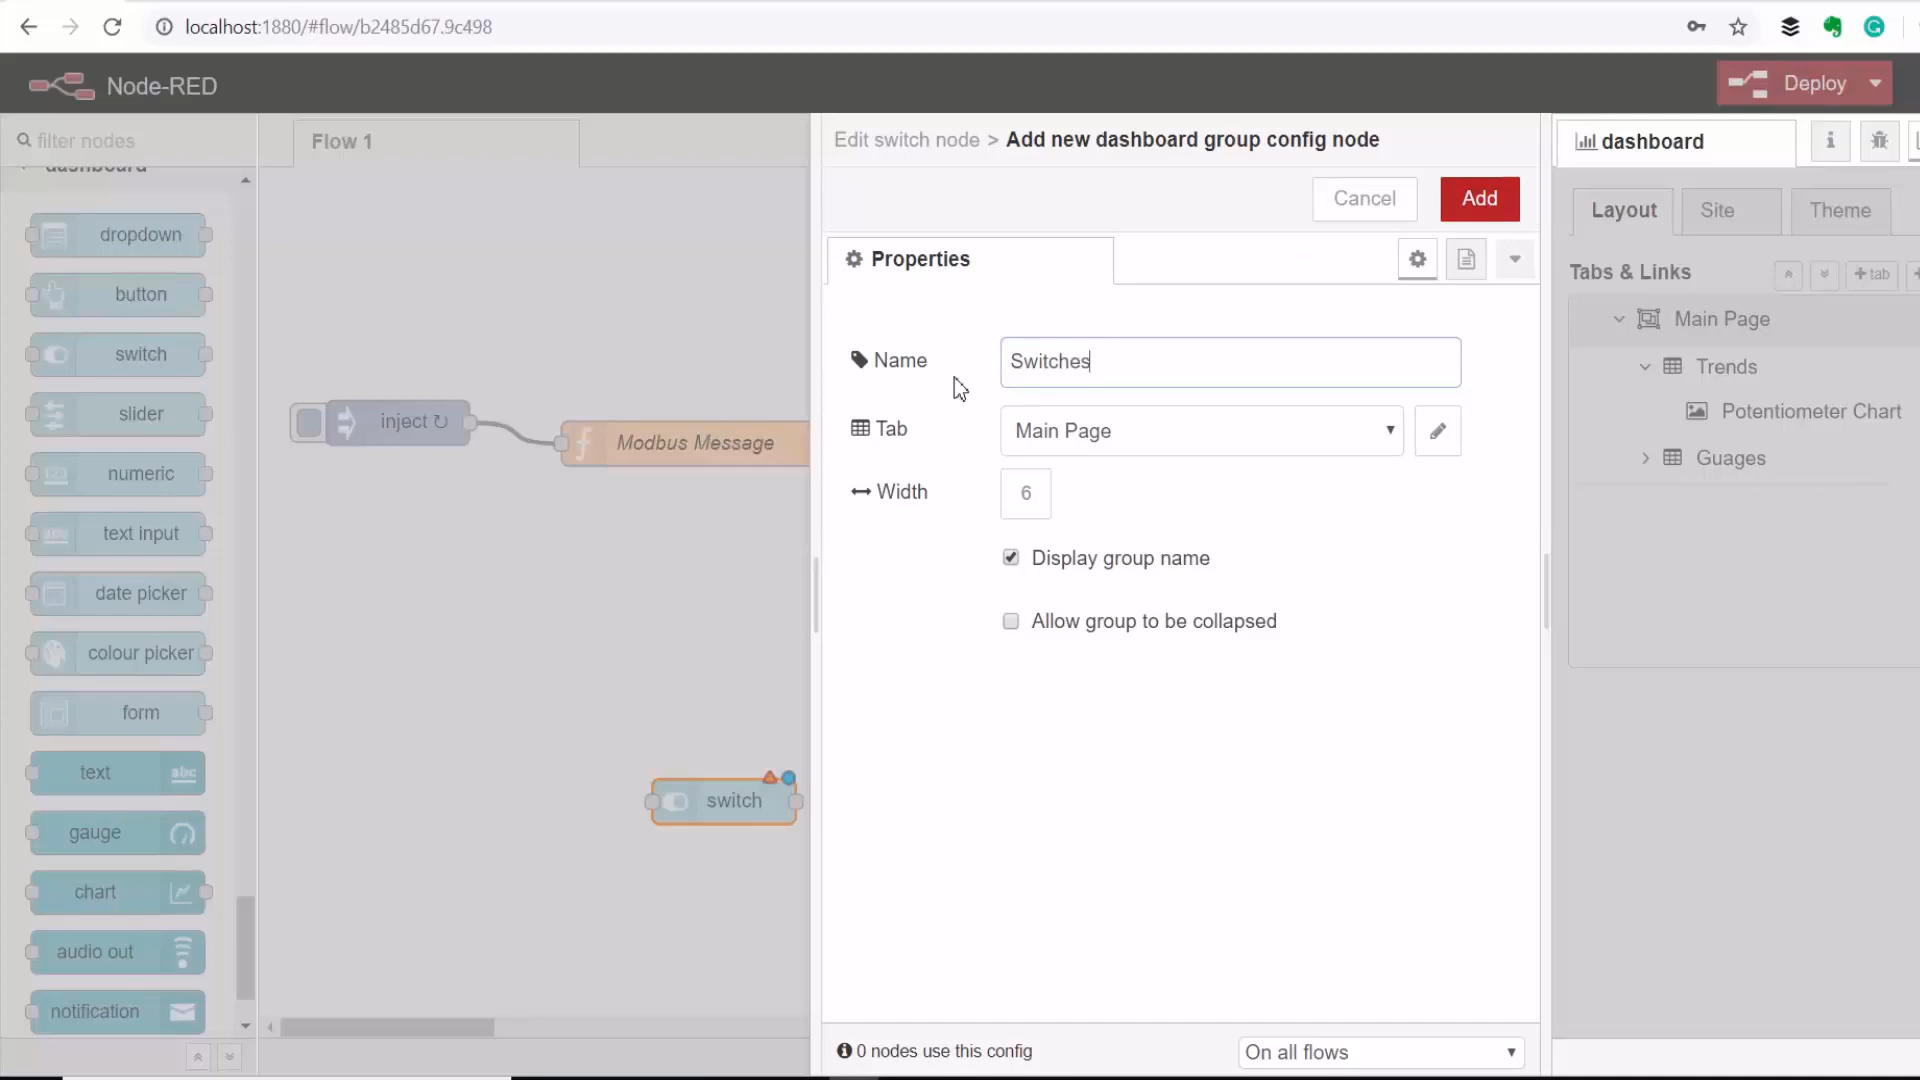 localhost:1880/#flow/b2485d67.9c498
Node-RED
Deploy
filter nodes
dashboard
dropdown
button
switch
slider
numeric
text input
date picker
colour picker
form
text
abc
gauge
chart
audio out
notification
Flow 1
inject ↻
Modbus Message
switch
Edit switch node > Add new dashboard group config node
Cancel
Add
Properties
Name
Switches
Tab
Main Page
Width
6
Display group name
Allow group to be collapsed
0 nodes use this config
On all flows
dashboard
Layout
Site
Theme
Tabs & Links
+tab
Main Page
Trends
Potentiometer Chart
Guages